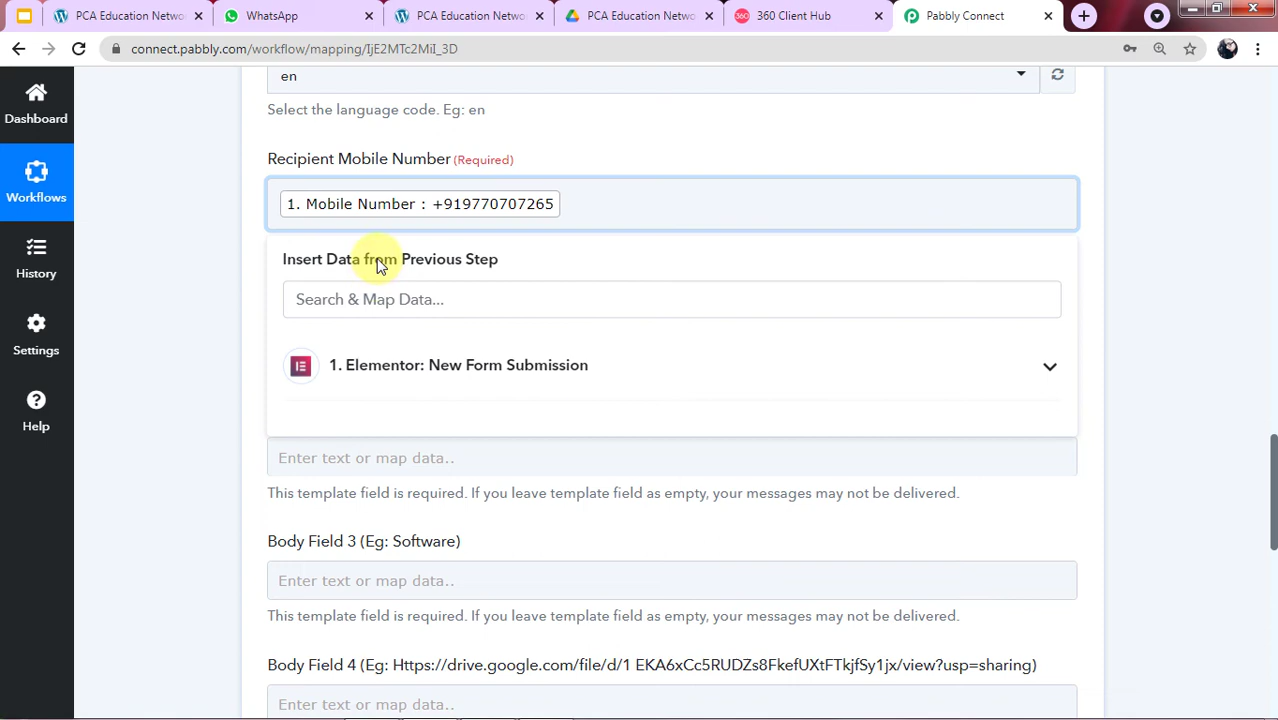 PCA Education Netwo
WhatsApp
PCA Education Netwo
PCA Education Netwo
360 Client Hub
Pabbly Connect
connect.pabbly.com/workflow/mapping/IjE2MTc2MiI_3D
Dashboard
Workflows
History
Settings
Help
en
Select the language code. Eg: en
Recipient Mobile Number (Required)
1. Mobile Number : +919770707265
Insert Data from Previous Step
Search & Map Data...
1. Elementor: New Form Submission
Enter text or map data..
This template field is required. If you leave template field as empty, your messages may not be delivered.
Body Field 3 (Eg: Software)
Enter text or map data..
This template field is required. If you leave template field as empty, your messages may not be delivered.
Body Field 4 (Eg: Https://drive.google.com/file/d/1 EKA6xCc5RUDZs8FkefUXtFTkjfSy1jx/view?usp=sharing)
Enter text or map data..